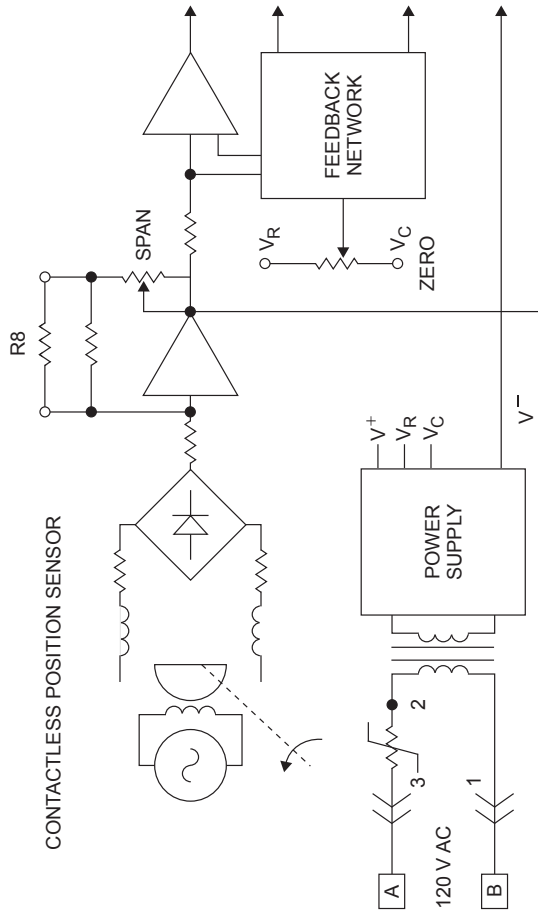 CONTACTLESS POSITION SENSOR
R8
SPAN
V_R
V_C
ZERO
FEEDBACK
NETWORK
A
3
2
120 V AC
B
1
POWER
SUPPLY
V⁺
V_R
V_C
V⁻